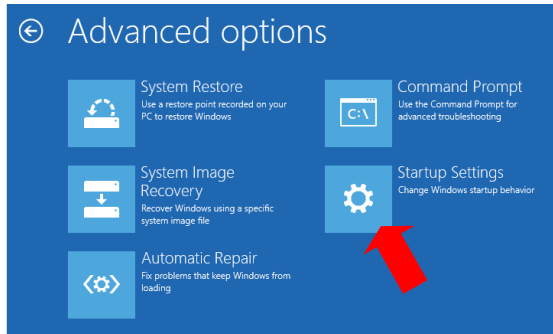 Advanced options
System Restore
Use a restore point recorded on your
PC to restore Windows
Command Prompt
Use the Command Prompt for
advanced troubleshooting
C:\
System Image
Recovery
Recover Windows using a specific
system image file
Startup Settings
Change Windows startup behavior
Automatic Repair
Fix problems that keep Windows from
loading